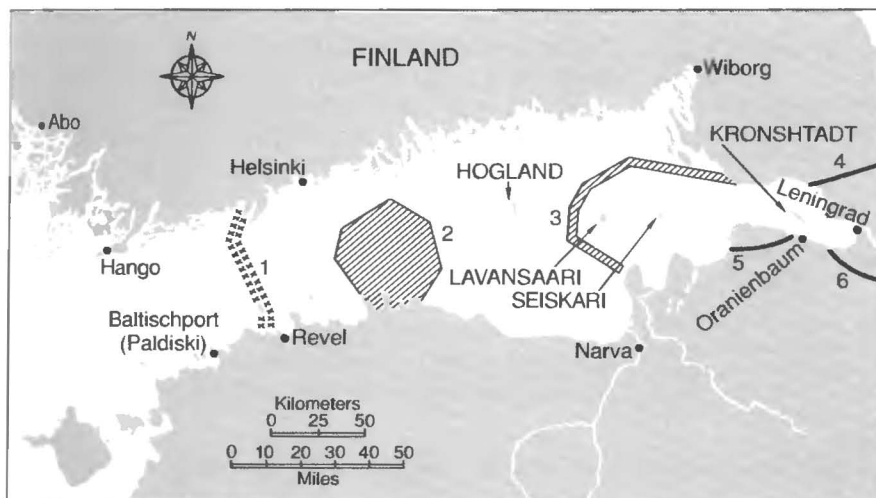 N
FINLAND
Wiborg
Abo
KRONSHTADT
4
Helsinki
HOGLAND
Leningrad
3
2
Hango
1
LAVANSAARI
5
6
SEISKARI
Oranienbaum
Baltischport
(Paldiski)
Revel
Narva
Kilometers
0 25 50
0 10 20 30 40 50
Miles